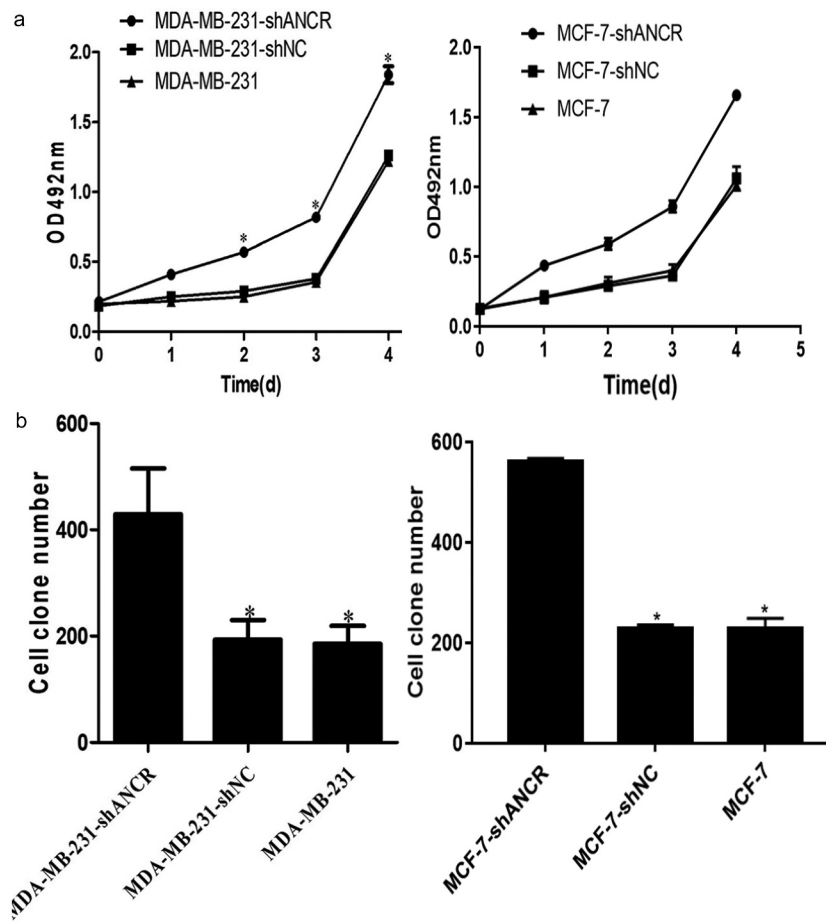 a
MDA-MB-231-shANCR
MDA-MB-231-shNC
MDA-MB-231
2.0
1.5
1.0
0.5
0.0
OD492nm
* * *
0 1 2 3 4
Time(d)
MCF-7-shANCR
MCF-7-shNC
MCF-7
2.0
1.5
1.0
0.5
0.0
OD492nm
0 1 2 3 4 5
Time(d)
b
600
400
200
0
Cell clone number
* *
MDA-MB-231-shANCR
MDA-MB-231-shNC
MDA-MB-231
600
400
200
0
Cell clone number
* *
MCF-7-shANCR
MCF-7-shNC
MCF-7